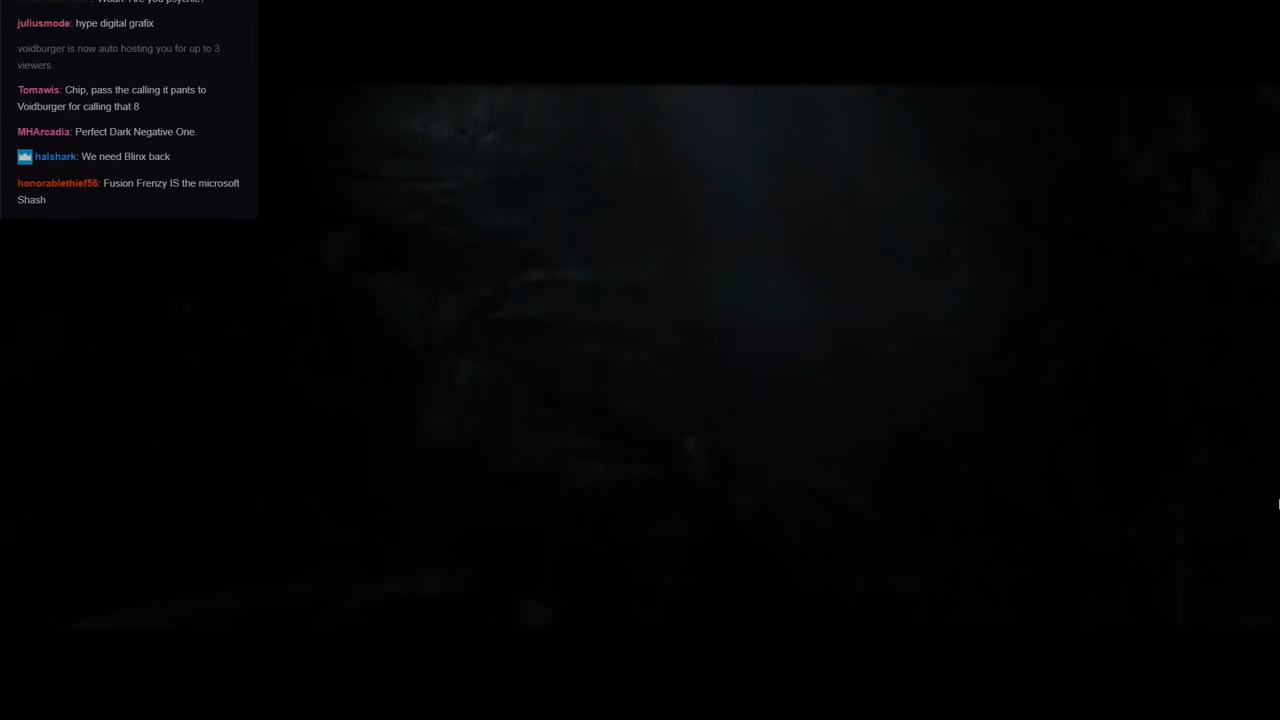 juliusmode: hype digital grafix
voidburger is now auto hosting you for up to 3
viewers.
Tomawis: Chip, pass the calling it pants to
Voidburger for calling that 8
MHArcadia: Perfect Dark Negative One.
halshark: We need Blinx back
honorablethief56: Fusion Frenzy IS the microsoft
Shash